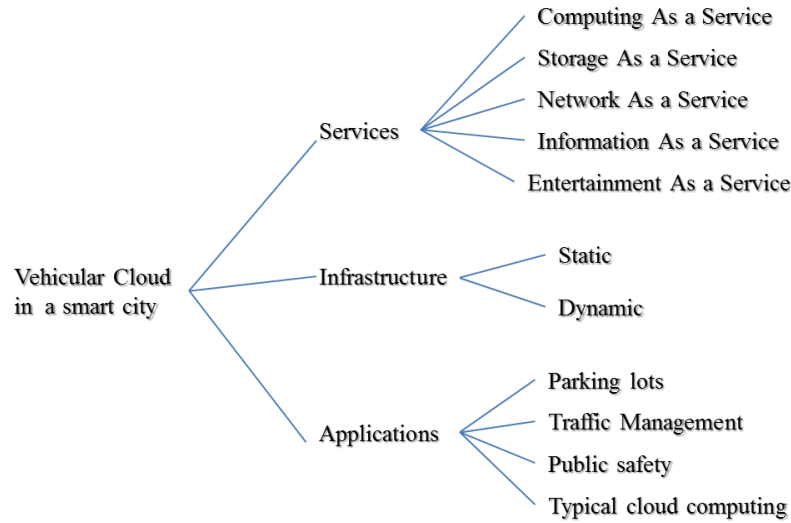 Computing As a Service
Storage As a Service
Network As a Service
Services
Information As a Service
Entertainment As a Service
Vehicular Cloud
in a smart city
Infrastructure
Static
Dynamic
Applications
Parking lots
Traffic Management
Public safety
Typical cloud computing